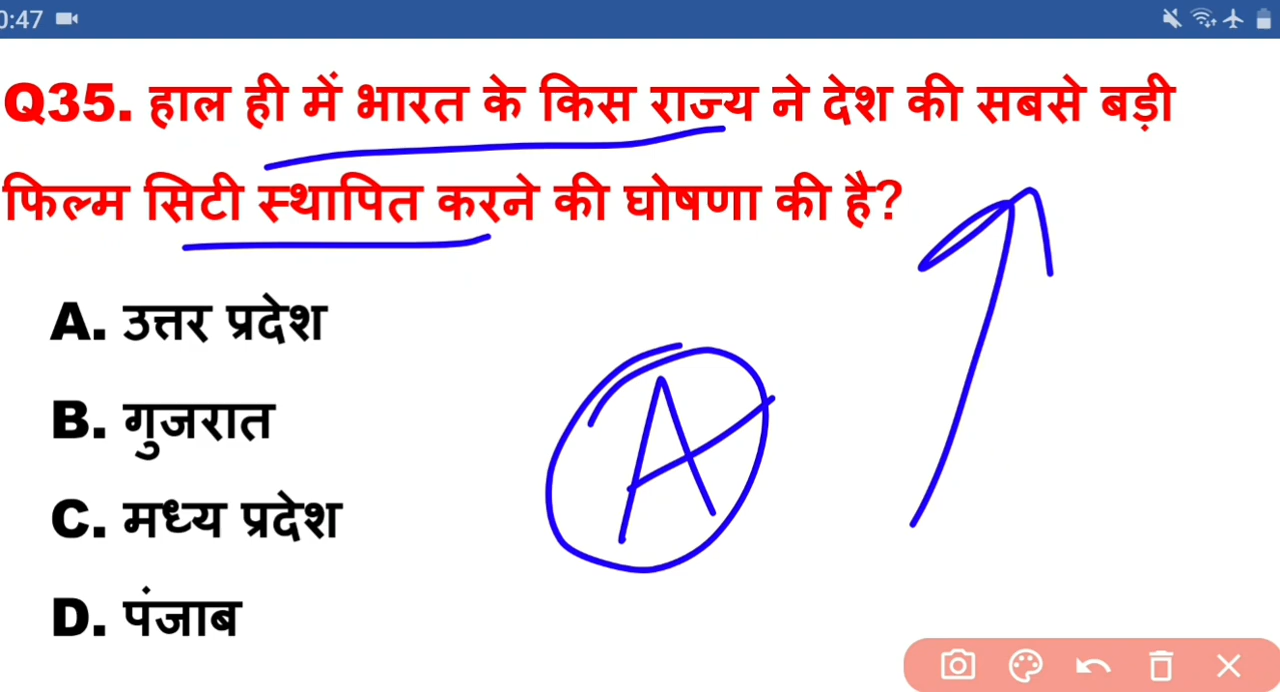 0:47
Q35. हाल ही में भारत के किस राज्य ने देश की सबसे बड़ी
फिल्म सिटी स्थापित करने की घोषणा की है?
A. उत्तर प्रदेश
B. गुजरात
C. मध्य प्रदेश
D. पंजाब
A